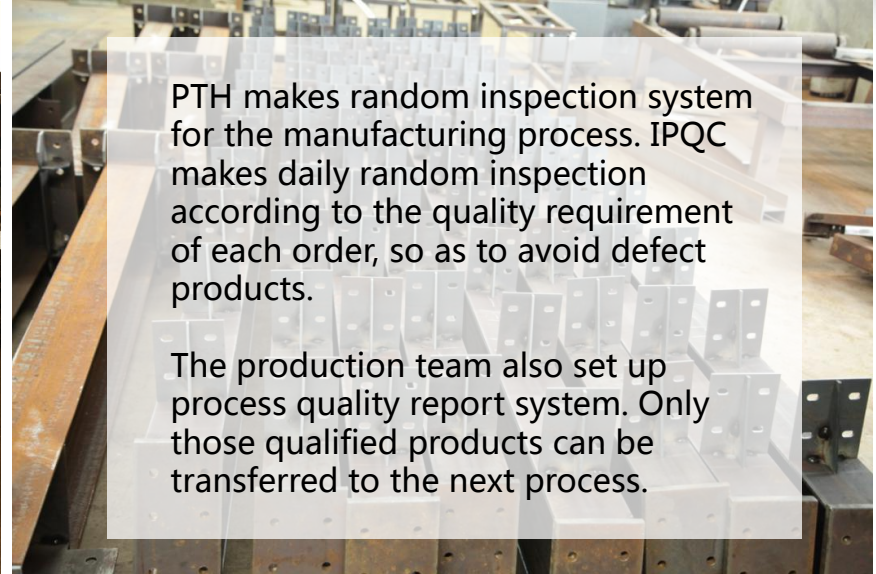 PTH makes random inspection system
for the manufacturing process. IPQC
makes daily random inspection
according to the quality requirement
of each order, so as to avoid defect
products.
The production team also set up
process quality report system. Only
those qualified products can be
transferred to the next process.